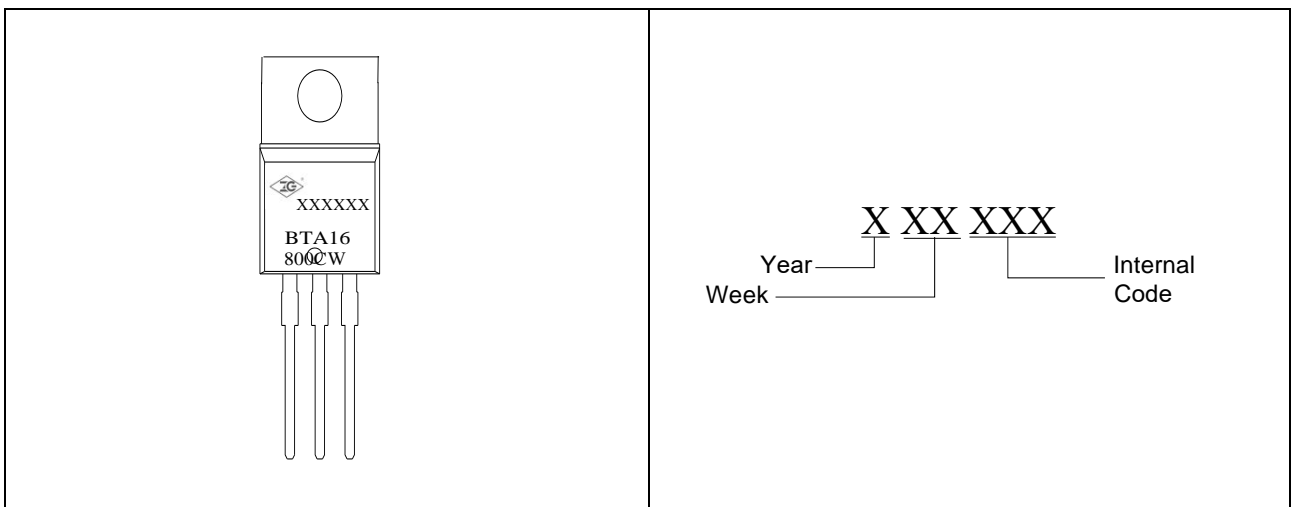 XXXXXX
BTA16
800CW
X XX XXX
Year
Week
Internal
Code